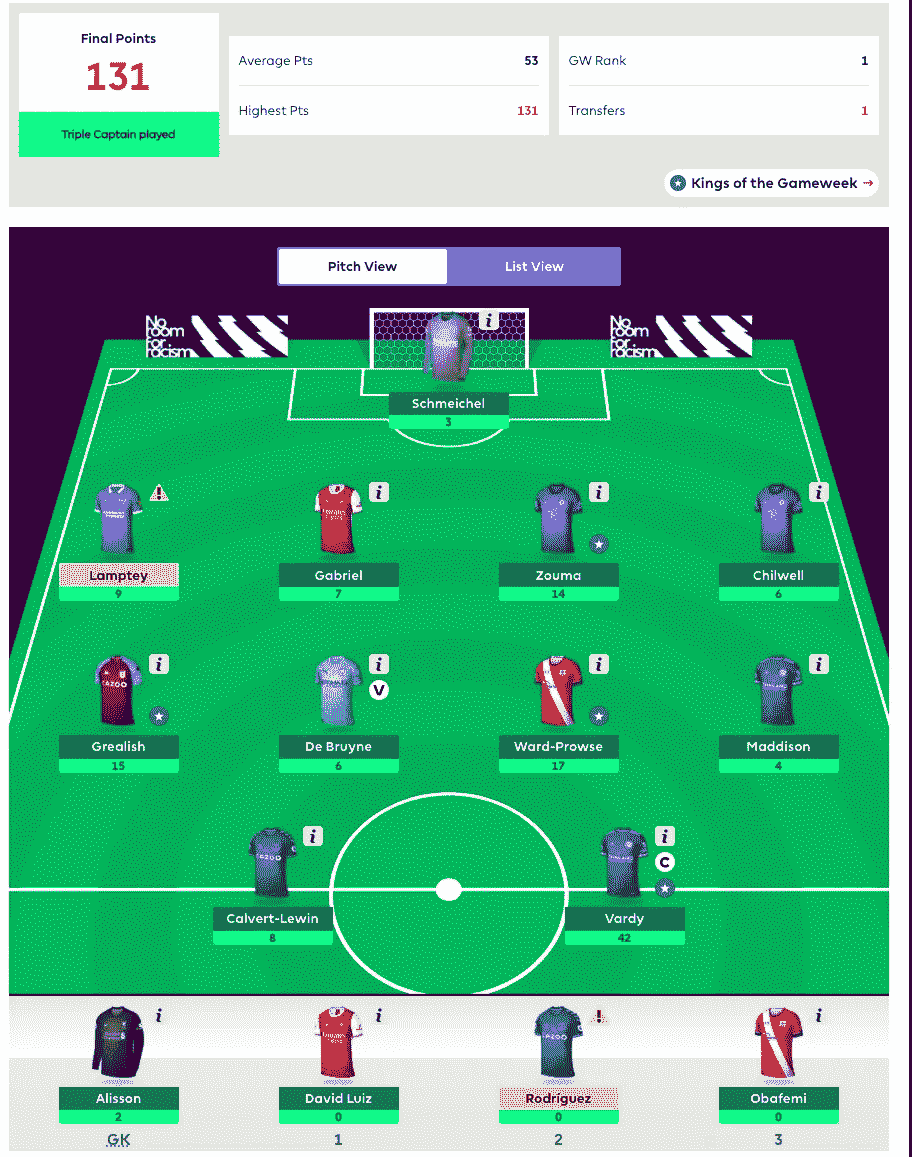 Final Points
131
Triple Captain played
Average Pts 53
Highest Pts 131
GW Rank 1
Transfers 1
Kings of the Gameweek →
Pitch View List View
No room for racism
No room for racism
i
Schmeichel
3
i i i
Lamptey Gabriel Zouma Chilwell
9 7 14 6
i i i i
V
Grealish De Bruyne Ward-Prowse Maddison
15 6 17 4
i i
C
Calvert-Lewin Vardy
8 42
i i i
Alisson David Luiz Rodríguez Obafemi
2 0 0 0
GK 1 2 3